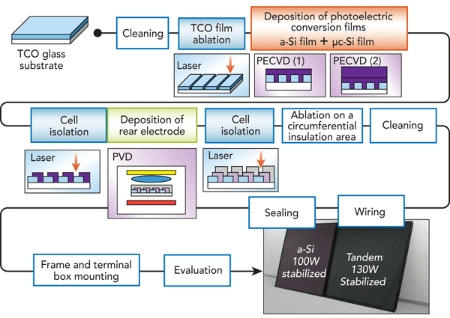 TCO glass
substrate
Cleaning
TCO film
ablation
Deposition of photoelectric
conversion films
a-Si film + µc-Si film
Laser
PECVD (1)
PECVD (2)
Cell
isolation
Deposition of
rear electrode
Cell
isolation
Ablation on a
circumferential
insulation area
Cleaning
Laser
PVD
Laser
Sealing
Wiring
a-Si
100W
stabilized
Tandem
130W
Stabilized
Frame and terminal
box mounting
Evaluation